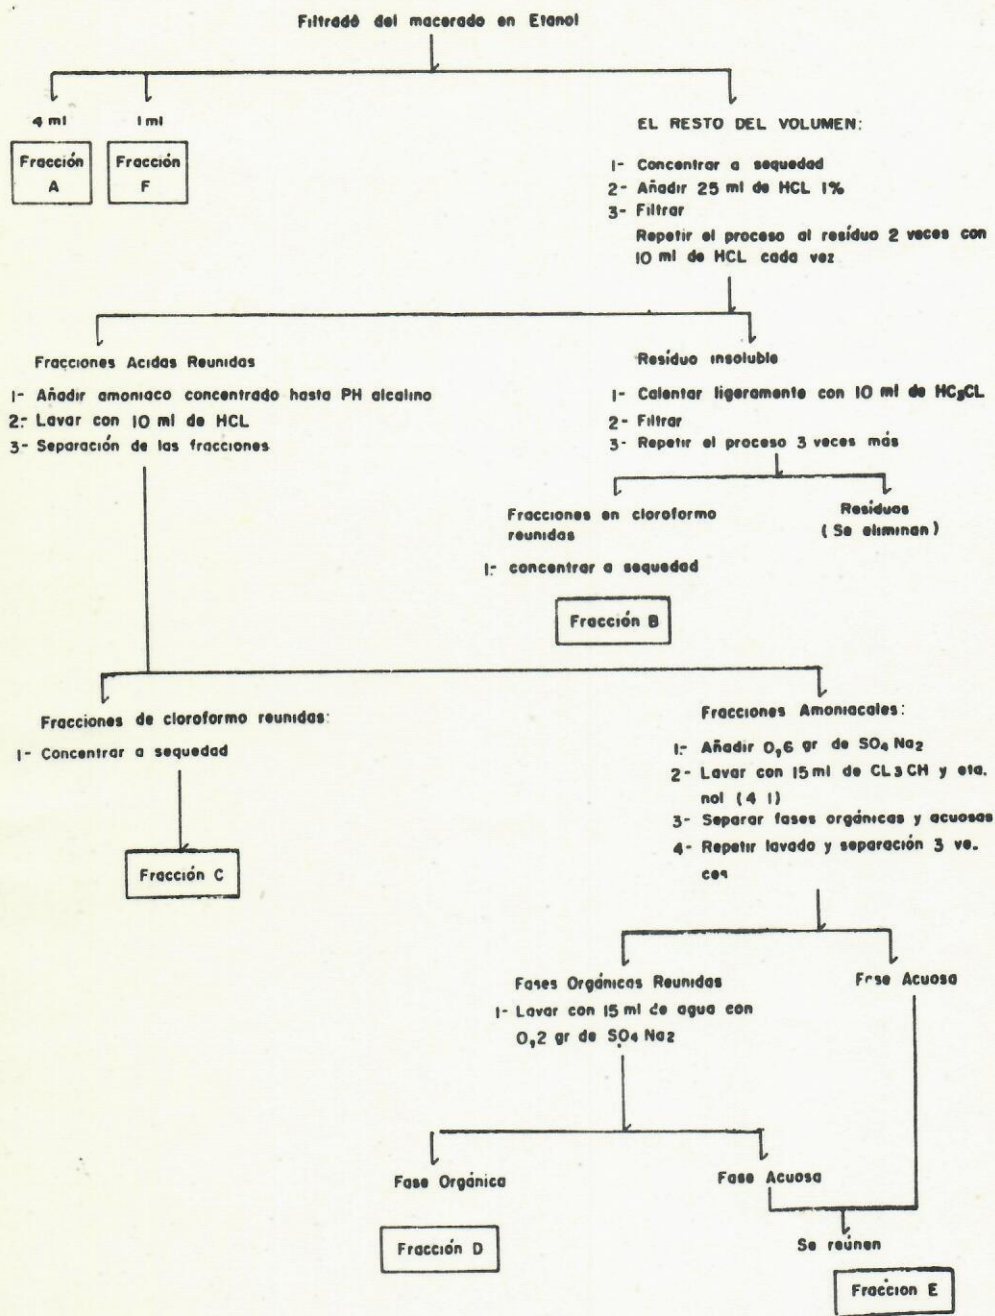 Filtrado del macerado en Etanol
4 ml
Fracción
A
1 ml
Fracción
F
EL RESTO DEL VOLUMEN:
1- Concentrar a sequedad
2- Añadir 25 ml de HCL 1%
3- Filtrar
Repetir el proceso al resíduo 2 veces con
10 ml de HCL cada vez
Fracciones Acidas Reunidas
1- Añadir amoniaco concentrado hasta PH alcalino
2- Lavar con 10 ml de HCL
3- Separación de las fracciones
Resíduo insoluble
1- Calentar ligeramente con 10 ml de HC3CL
2- Filtrar
3- Repetir el proceso 3 veces más
Fracciones en cloroformo
reunidas
1- concentrar a sequedad
Fracción B
Resíduos
(Se eliminan)
Fracciones de cloroformo reunidas:
1- Concentrar a sequedad
Fracción C
Fracciones Amoniacales:
1- Añadir 0,6 gr de SO4 Na2
2- Lavar con 15 ml de CL3CH y eta.
nol (4 1)
3- Separar fases orgánicas y acuosas
4- Repetir lavado y separación 3 ve.
ces
Fases Orgánicas Reunidas
1- Lavar con 15 ml de agua con
0,2 gr de SO4 Na2
Fase Acuosa
Fase Orgánica
Fracción D
Fase Acuosa
Se reúnen
Fraccion E